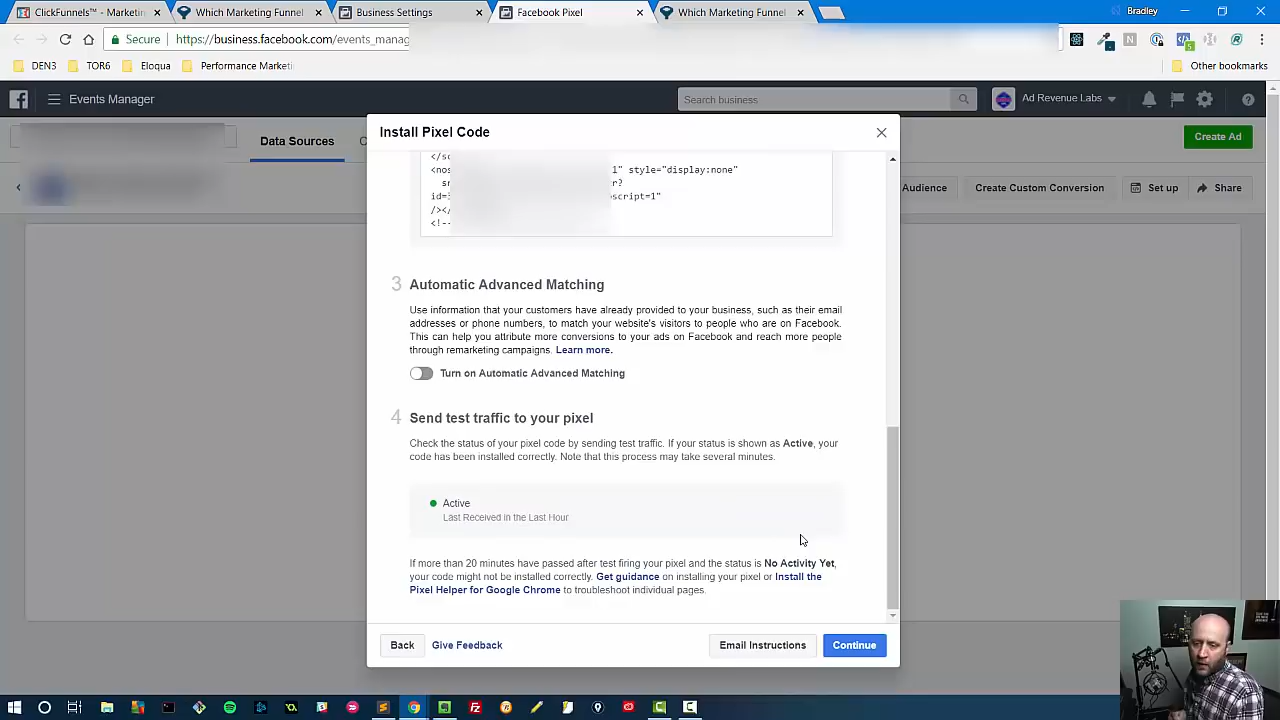 ClickFunnels™ - Marketin
Which Marketing Funnel
Business Settings
Facebook Pixel
Which Marketing Funnel
Bradley
Secure
https://business.facebook.com/events_manag
DEN3
TOR6
Eloqua
Performance Marketi
Other bookmarks
Events Manager
Search business
Ad Revenue Labs
Data Sources
Create Ad
Audience
Create Custom Conversion
Set up
Share
Install Pixel Code
</sc
<nos 1" style="display:none"
sr er?
id= script=1"
/></
<!--
3 Automatic Advanced Matching
Use information that your customers have already provided to your business, such as their email
addresses or phone numbers, to match your website's visitors to people who are on Facebook.
This can help you attribute more conversions to your ads on Facebook and reach more people
through remarketing campaigns. Learn more.
Turn on Automatic Advanced Matching
4 Send test traffic to your pixel
Check the status of your pixel code by sending test traffic. If your status is shown as Active, your
code has been installed correctly. Note that this process may take several minutes.
Active
Last Received in the Last Hour
If more than 20 minutes have passed after test firing your pixel and the status is No Activity Yet,
your code might not be installed correctly. Get guidance on installing your pixel or Install the
Pixel Helper for Google Chrome to troubleshoot individual pages.
Back
Give Feedback
Email Instructions
Continue